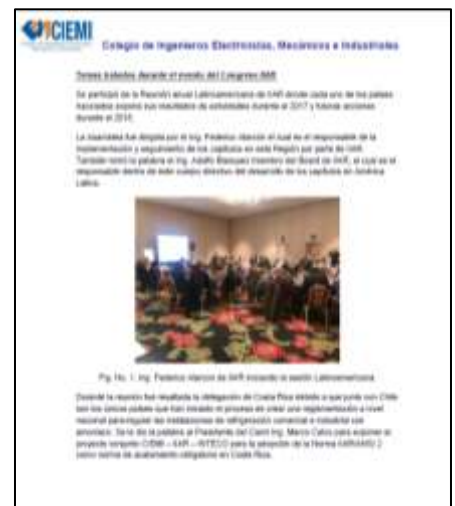 CIEMI
Colegio de Ingenieros Electricistas, Mecánicos e Industriales
Temas tratados durante el evento del Congreso IIAR
Se participó de la Reunión anual Latinoamericana de IIAR donde cada uno de los países
asociados expone sus resultados de actividades durante el 2017 y futuras acciones
durante el 2018.
La asamblea fue dirigida por el Ing. Federico Alarcón el cual es el responsable de la
implementación y seguimiento de los capítulos en esta Región por parte de IIAR.
También tomó la palabra el Ing. Adolfo Blasquez miembro del Board de IIAR, el cual es el
responsable dentro de este cuerpo directivo del desarrollo de los capítulos en América
Latina.
Fig. No. 1. Ing. Federico Alarcón de IIAR iniciando la sesión Latinoamericana
Durante la reunión fue resaltada la delegación de Costa Rica debido a que junto con Chile
son los únicos países que han iniciado el proceso de crear una reglamentación a nivel
nacional para regular las instalaciones de refrigeración comercial e industrial con
amoniaco. Se le dio la palabra al Presidente del Ciemi Ing. Marco Calvo para exponer el
proyecto conjunto CIEMI – IIAR – INTECO para la adopción de la Norma IIAR/ANSI 2
como norma de acatamiento obligatorio en Costa Rica.